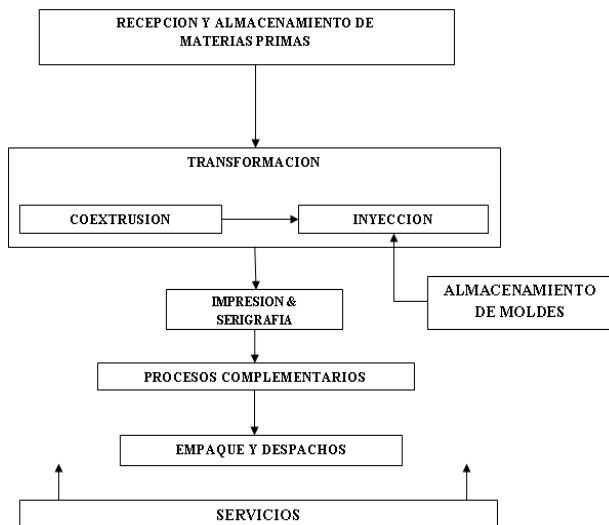 RECEPCION Y ALMACENAMIENTO DE
MATERIAS PRIMAS
TRANSFORMACION
COEXTRUSION
INYECCION
IMPRESION &
SERIGRAFIA
ALMACENAMIENTO
DE MOLDES
PROCESOS COMPLEMENTARIOS
EMPAQUE Y DESPACHOS
SERVICIOS